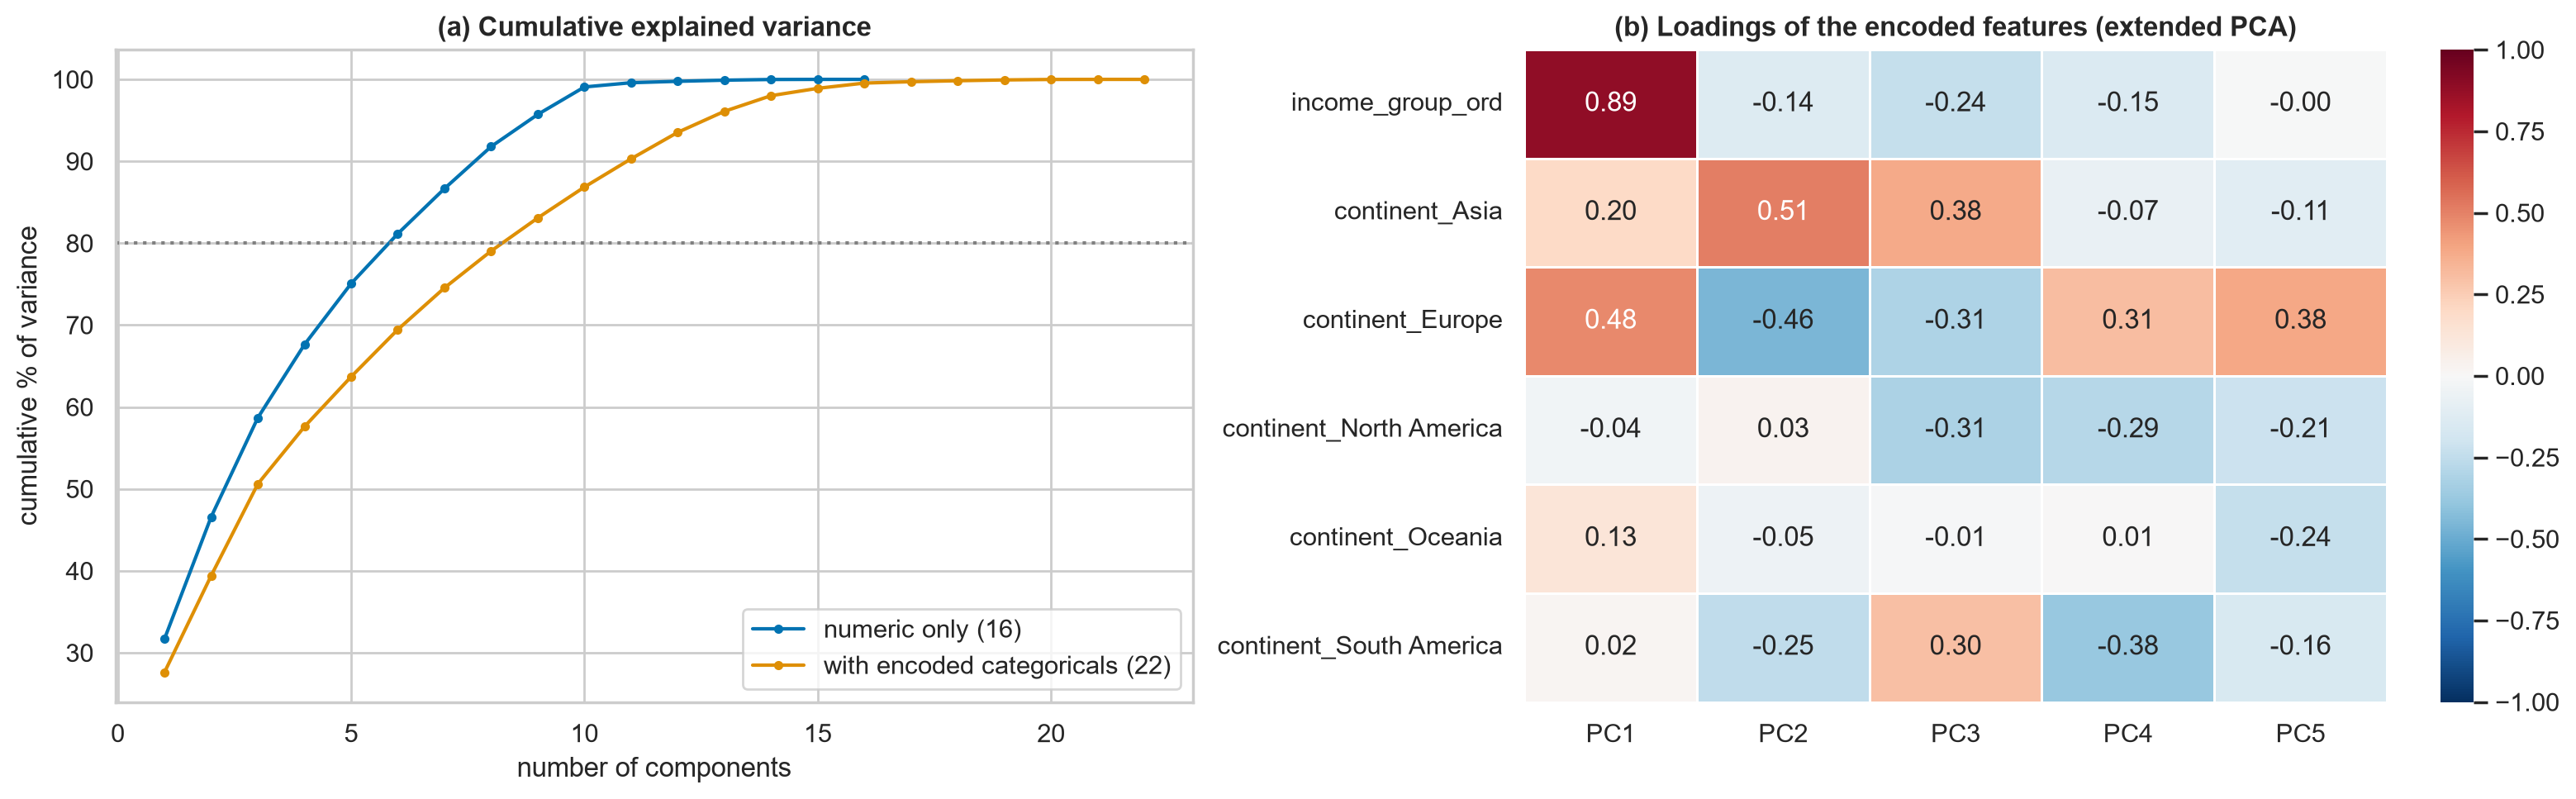 (a) Cumulative explained variance
cumulative % of variance
100
90
80
70
60
50
40
30
0 5 10 15 20
number of components
numeric only (16)
with encoded categoricals (22)
(b) Loadings of the encoded features (extended PCA)
income_group_ord 0.89 -0.14 -0.24 -0.15 -0.00
continent_Asia 0.20 0.51 0.38 -0.07 -0.11
continent_Europe 0.48 -0.46 -0.31 0.31 0.38
continent_North America -0.04 0.03 -0.31 -0.29 -0.21
continent_Oceania 0.13 -0.05 -0.01 0.01 -0.24
continent_South America 0.02 -0.25 0.30 -0.38 -0.16
PC1 PC2 PC3 PC4 PC5
1.00
0.75
0.50
0.25
0.00
−0.25
−0.50
−0.75
−1.00